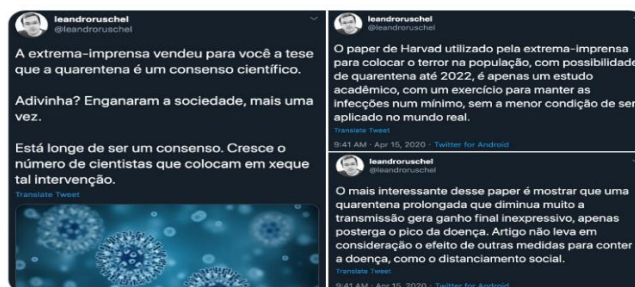 leandroruschel
@leandroruschel
A extrema-imprensa vendeu para você a tese
que a quarentena é um consenso científico.
Adivinha? Enganaram a sociedade, mais uma
vez.
Está longe de ser um consenso. Cresce o
número de cientistas que colocam em xeque
tal intervenção.
Translate Tweet
leandroruschel
@leandroruschel
O paper de Harvad utilizado pela extrema-imprensa
para colocar o terror na população, com possibilidade
de quarentena até 2022, é apenas um estudo
acadêmico, com um exercício para manter as
infecções num mínimo, sem a menor condição de ser
aplicado no mundo real.
Translate Tweet
9:41 AM · Apr 15, 2020 · Twitter for Android
leandroruschel
@leandroruschel
O mais interessante desse paper é mostrar que uma
quarentena prolongada que diminua muito a
transmissão gera ganho final inexpressivo, apenas
posterga o pico da doença. Artigo não leva em
consideração o efeito de outras medidas para conter
a doença, como o distanciamento social.
Translate Tweet
9:41 AM · Apr 15, 2020 · Twitter for Android